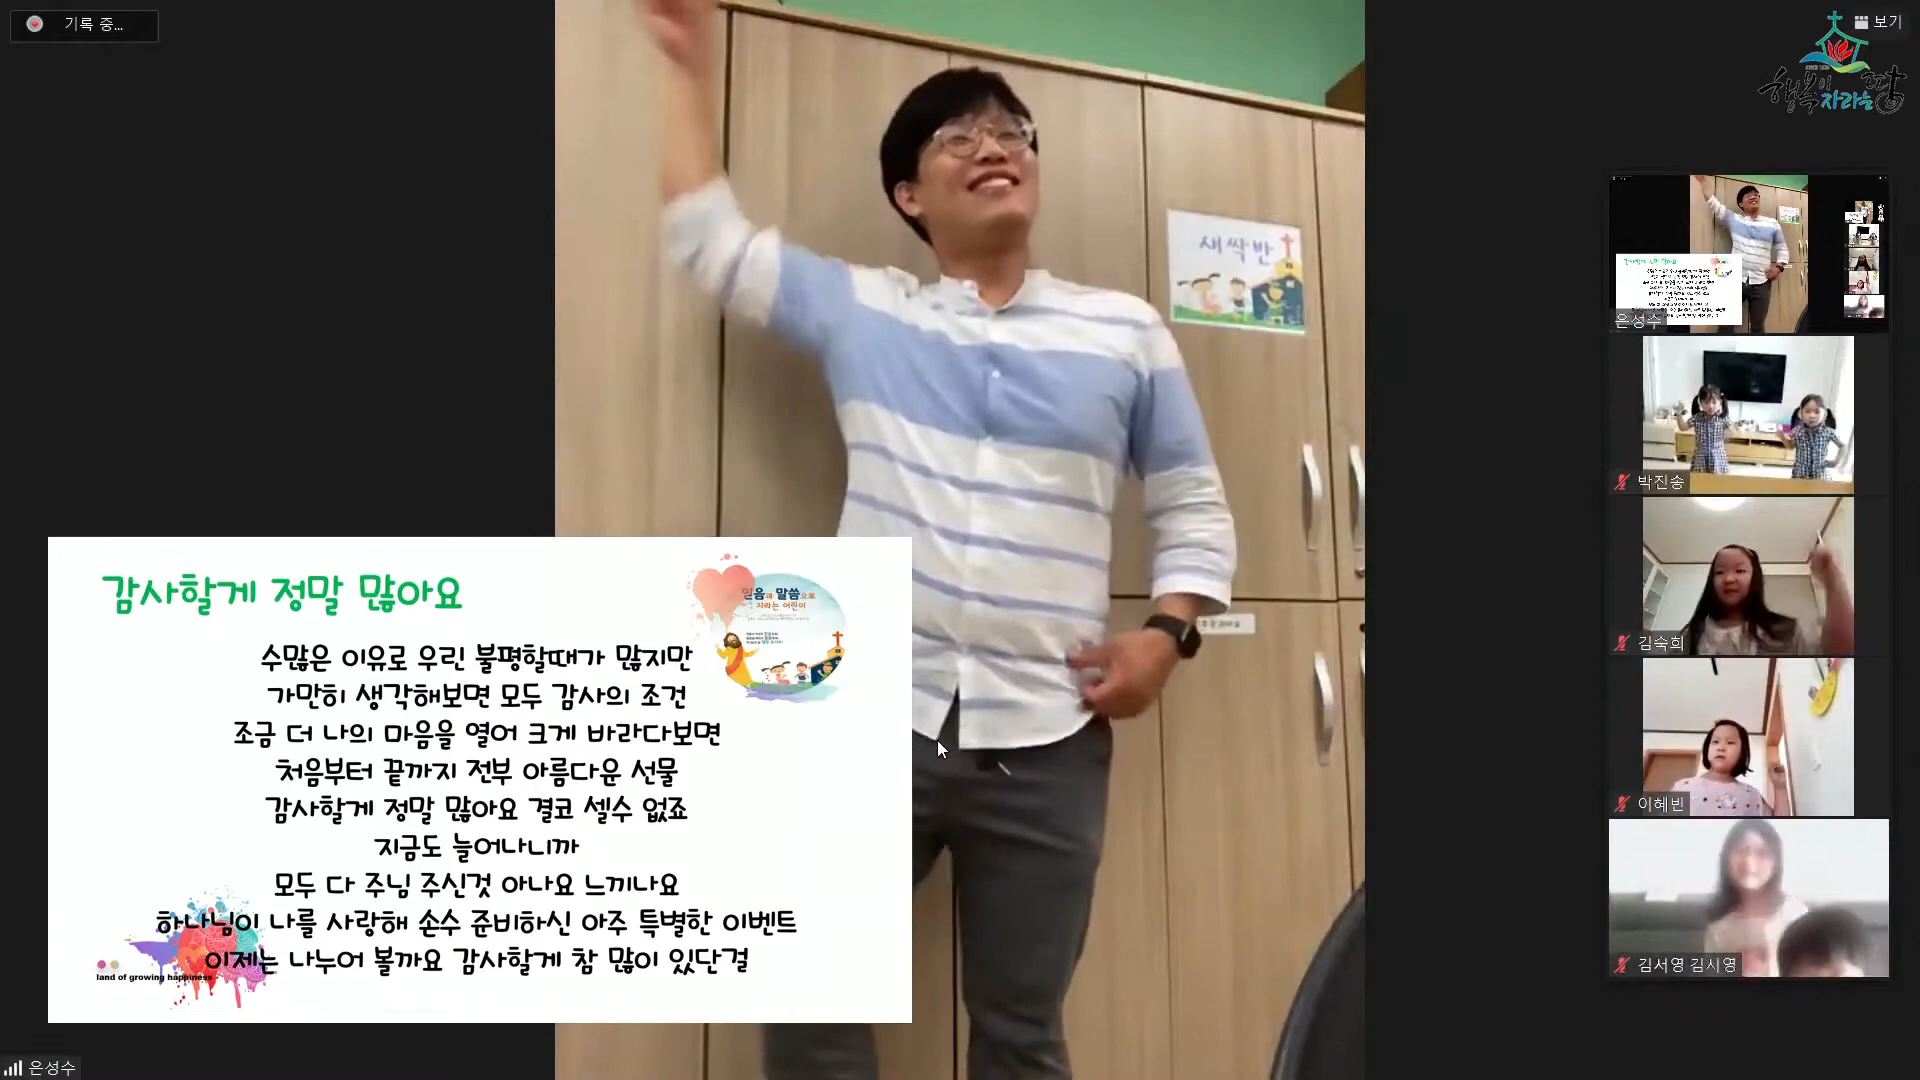 기록 중...
보기
행복이
자라는
땅
새싹반
은성수
박진송
김숙희
이혜빈
김서영 김시영
감사할게 정말 많아요
믿음과 말씀으로
자라는 어린이
수많은 이유로 우린 불평할때가 많지만
가만히 생각해보면 모두 감사의 조건
조금 더 나의 마음을 열어 크게 바라다보면
처음부터 끝까지 전부 아름다운 선물
감사할게 정말 많아요 결코 셀수 없죠
지금도 늘어나니까
모두 다 주님 주신것 아나요 느끼나요
하나님이 나를 사랑해 손수 준비하신 아주 특별한 이벤트
이제는 나누어 볼까요 감사할게 참 많이 있단걸
land of growing happiness
은성수